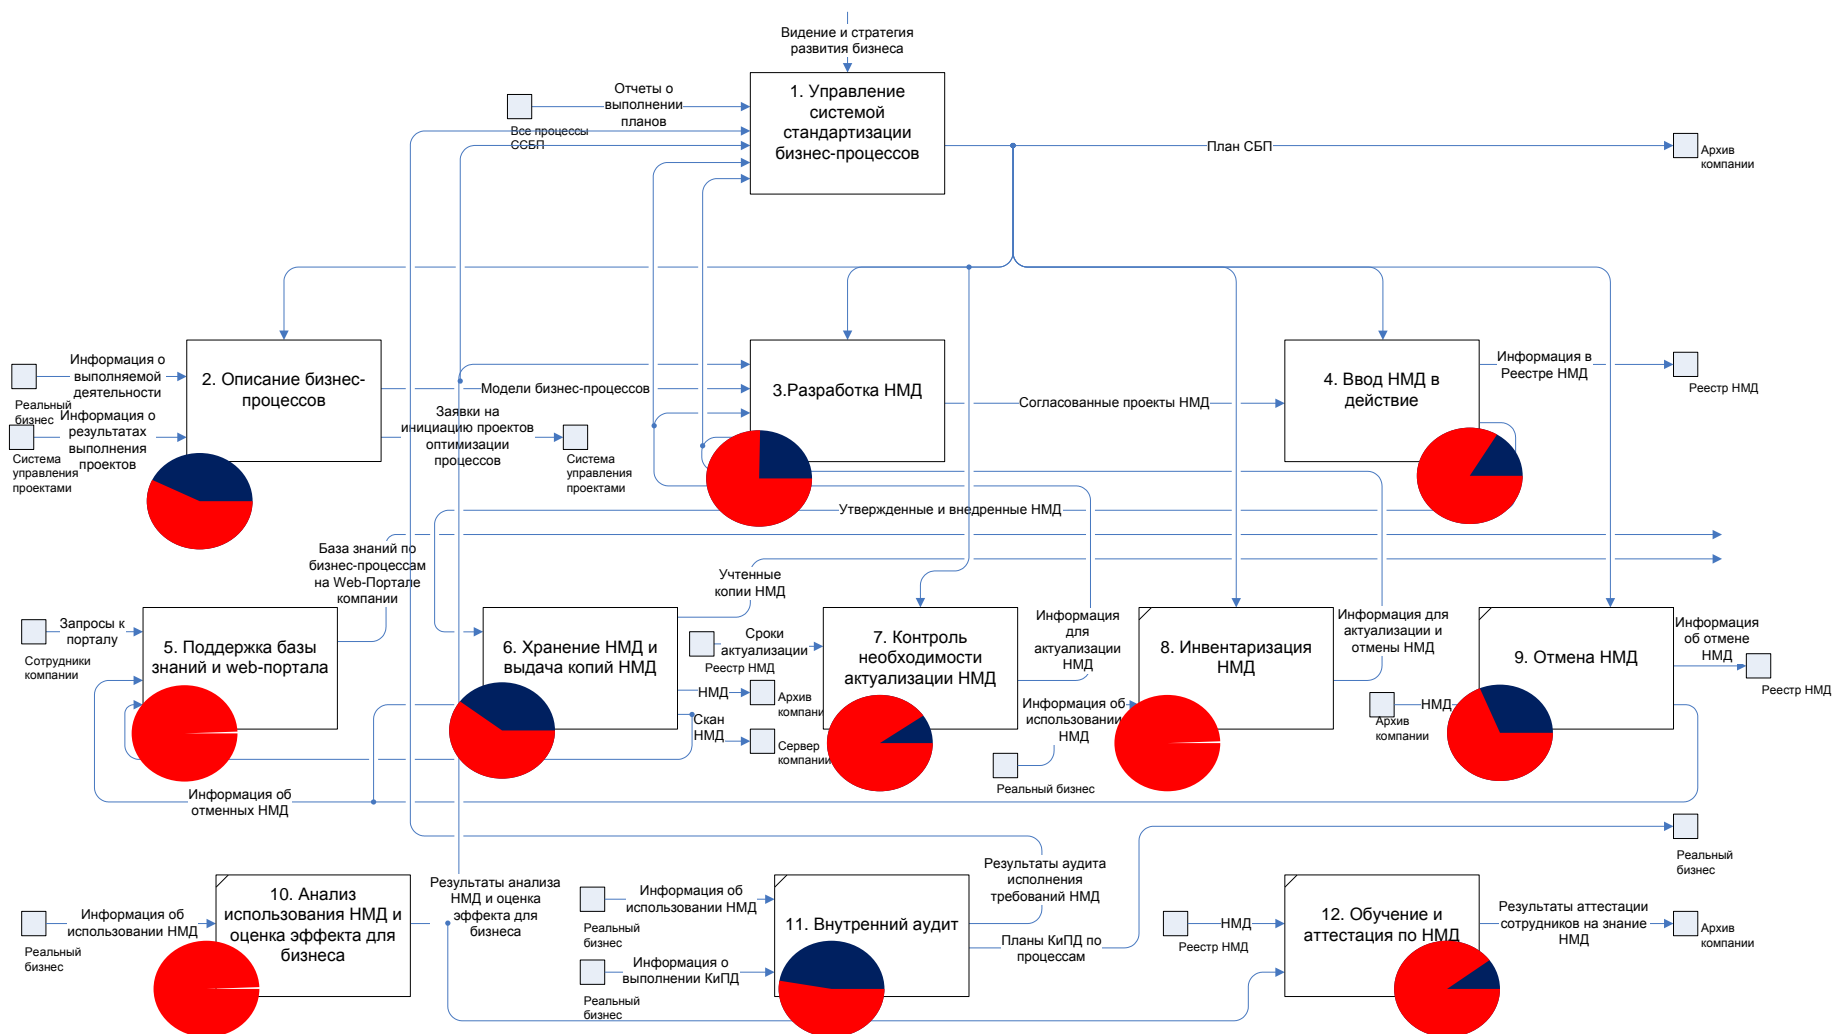 Видение и стратегия
развития бизнеса
Отчеты о
выполнении
планов
Все процессы
ССБП
1. Управление
системой
стандартизации
бизнес-процессов
План СБП
Архив
компании
Информация о
выполняемой
деятельности
Реальный
бизнес
Информация о
результатах
выполнения
проектов
Система
управления
проектами
2. Описание бизнес-
процессов
Модели бизнес-процессов
Заявки на
инициацию проектов
оптимизации
процессов
Система
управления
проектами
3.Разработка НМД
Согласованные проекты НМД
4. Ввод НМД в
действие
Информация в
Реестре НМД
Реестр НМД
Утвержденные и внедренные НМД
База знаний по
бизнес-процессам
на Web-Портале
компании
Учтенные
копии НМД
Запросы к
порталу
Сотрудники
компании
5. Поддержка базы
знаний и web-портала
6. Хранение НМД и
выдача копий НМД
Сроки
актуализации
Реестр НМД
НМД
Архив
компании
Скан
НМД
Сервер
компании
7. Контроль
необходимости
актуализации НМД
Информация
для
актуализации
НМД
Информация об
использовании
НМД
Реальный бизнес
8. Инвентаризация
НМД
Информация для
актуализации и
отмены НМД
НМД
Архив
компании
9. Отмена НМД
Информация
об отмене
НМД
Реестр НМД
Информация об
отменных НМД
Информация об
использовании НМД
Реальный
бизнес
10. Анализ
использования НМД и
оценка эффекта для
бизнеса
Результаты анализа
НМД и оценка
эффекта для
бизнеса
Информация об
использовании НМД
Реальный
бизнес
Информация о
выполнении КиПД
Реальный
бизнес
11. Внутренний аудит
Результаты аудита
исполнения
требований НМД
Планы КиПД по
процессам
Реальный
бизнес
НМД
Реестр НМД
12. Обучение и
аттестация по НМД
Результаты аттестации
сотрудников на знание
НМД
Архив
компании